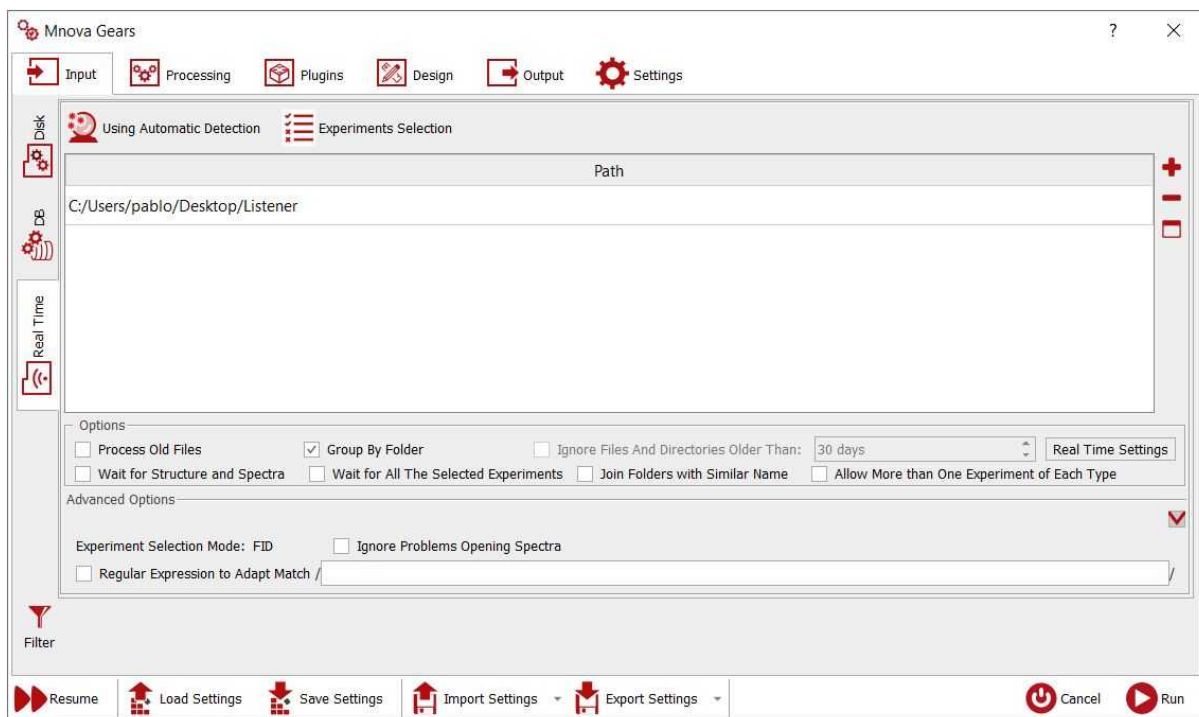 Mnova Gears ?
Input Processing Plugins Design Output Settings
Disk
DB
Real Time
Using Automatic Detection Experiments Selection
Path
C:/Users/pablo/Desktop/Listener
Options
Process Old Files Group By Folder Ignore Files And Directories Older Than: 30 days Real Time Settings
Wait for Structure and Spectra Wait for All The Selected Experiments Join Folders with Similar Name Allow More than One Experiment of Each Type
Advanced Options
Experiment Selection Mode: FID Ignore Problems Opening Spectra
Regular Expression to Adapt Match / /
Filter
Resume Load Settings Save Settings Import Settings Export Settings Cancel Run